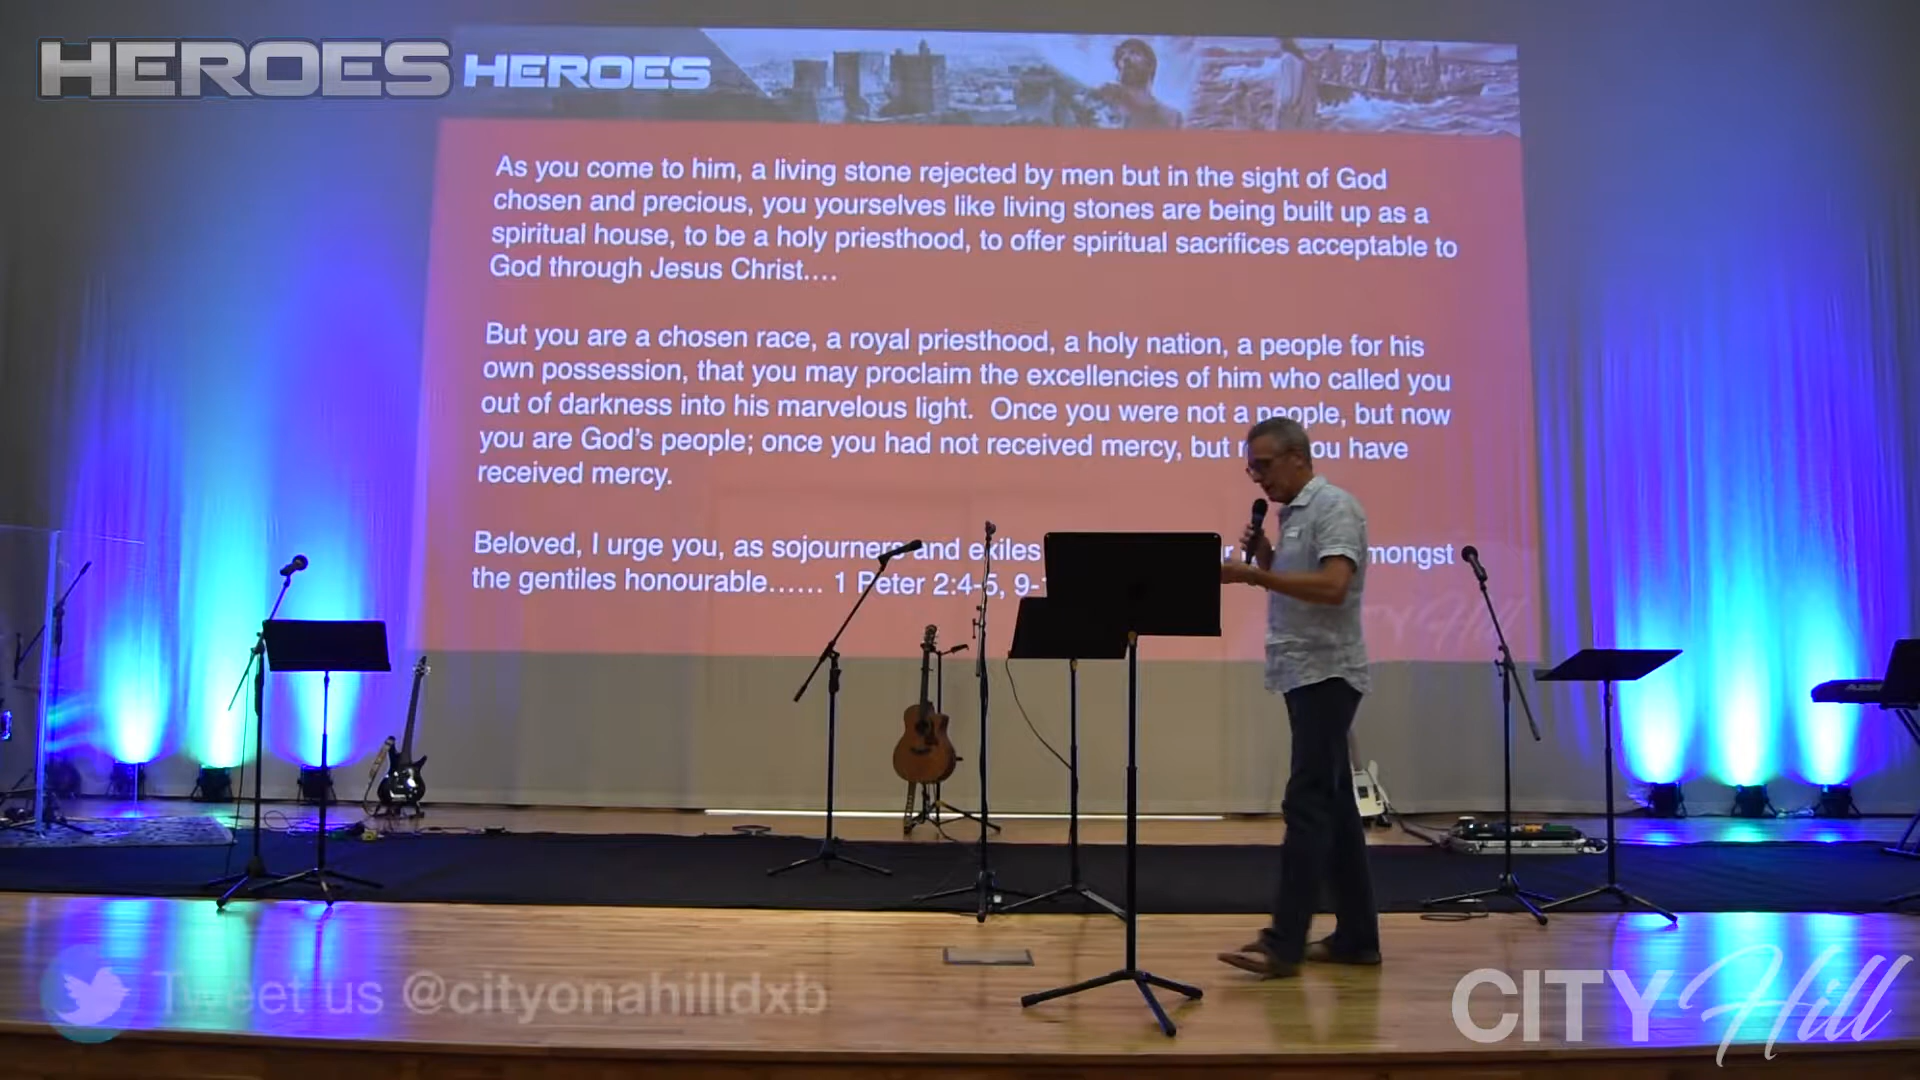 HEROES
HEROES
As you come to him, a living stone rejected by men but in the sight of God
chosen and precious, you yourselves like living stones are being built up as a
spiritual house, to be a holy priesthood, to offer spiritual sacrifices acceptable to
God through Jesus Christ....
But you are a chosen race, a royal priesthood, a holy nation, a people for his
own possession, that you may proclaim the excellencies of him who called you
out of darkness into his marvelous light. Once you were not a people, but now
you are God's people; once you had not received mercy, but you have
received mercy.
Beloved, I urge you, as sojourners and exiles
the gentiles honourable...... 1 Peter 2:4-5, 9-
Hill
Tweet us @cityonahilldxb
CITY Hill